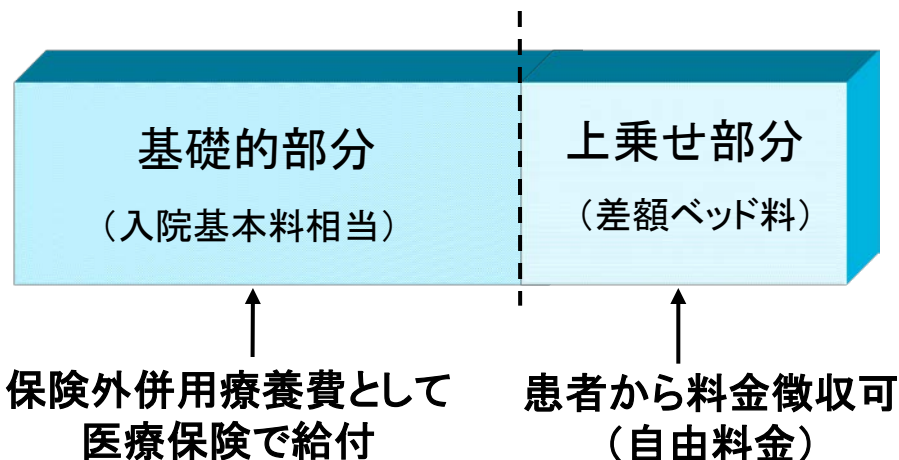 基礎的部分
（入院基本料相当）
上乗せ部分
（差額ベッド料）
保険外併用療養費として
医療保険で給付
患者から料金徴収可
（自由料金）